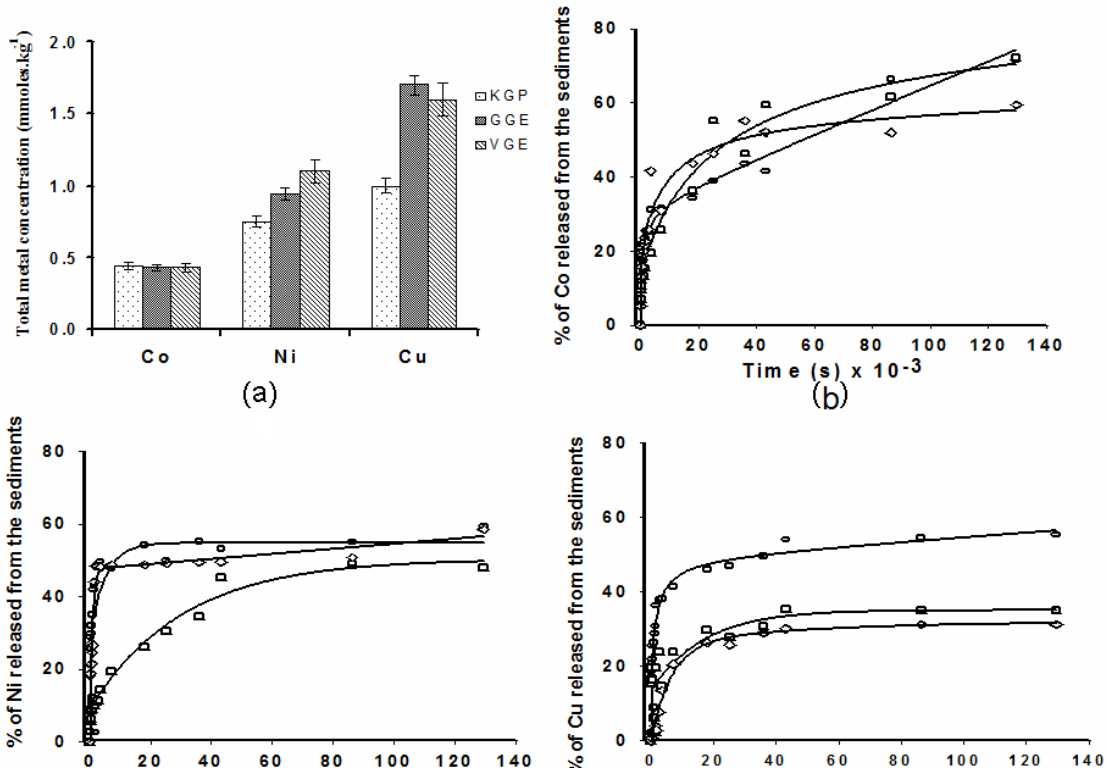 Total metal concentration (mmoles.kg-1)
2.0
1.5
1.0
0.5
0.0
KGP
GGE
VGE
Co Ni Cu
(a)
% of Co released from the sediments
80
60
40
20
0
0 20 40 60 80 100 120 140
Time (s) x 10-3
(b)
% of Ni released from the sediments
80
60
40
20
0
0 20 40 60 80 100 120 140
% of Cu released from the sediments
80
60
40
20
0
0 20 40 60 80 100 120 140